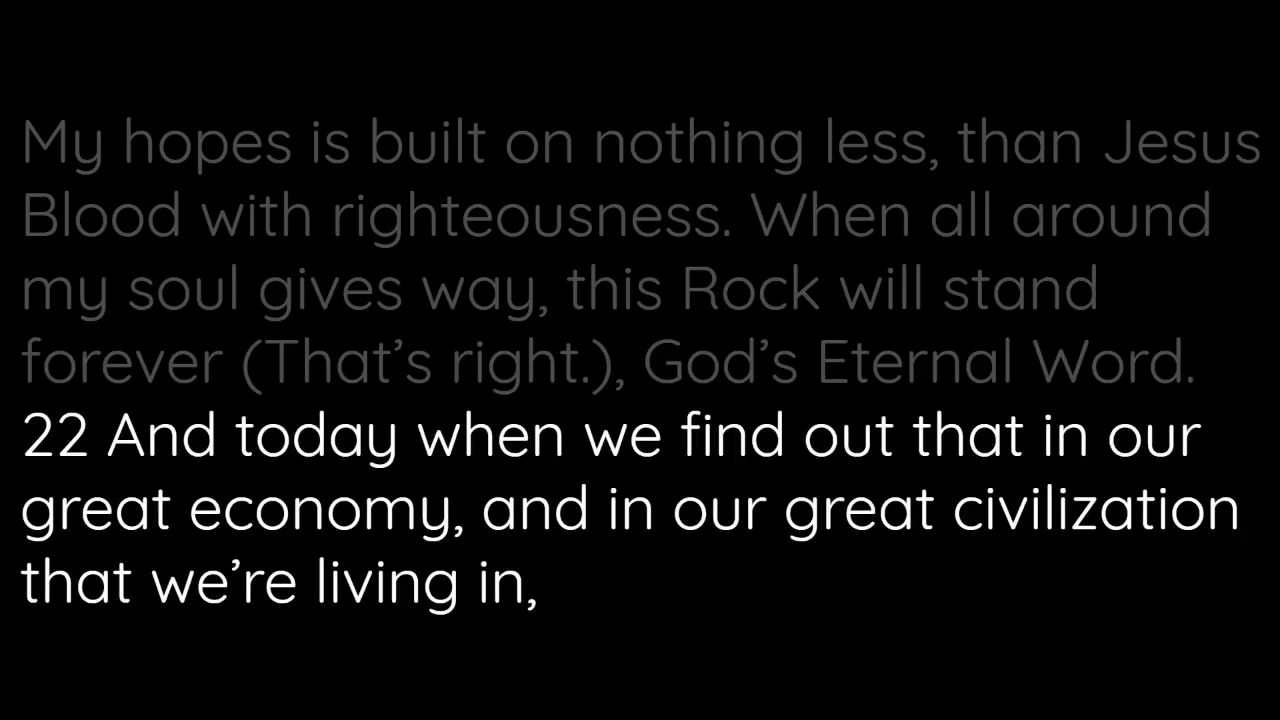 My hopes is built on nothing less, than Jesus
Blood with righteousness. When all around
my soul gives way, this Rock will stand
forever (That’s right.), God’s Eternal Word.
22 And today when we find out that in our
great economy, and in our great civilization
that we’re living in,